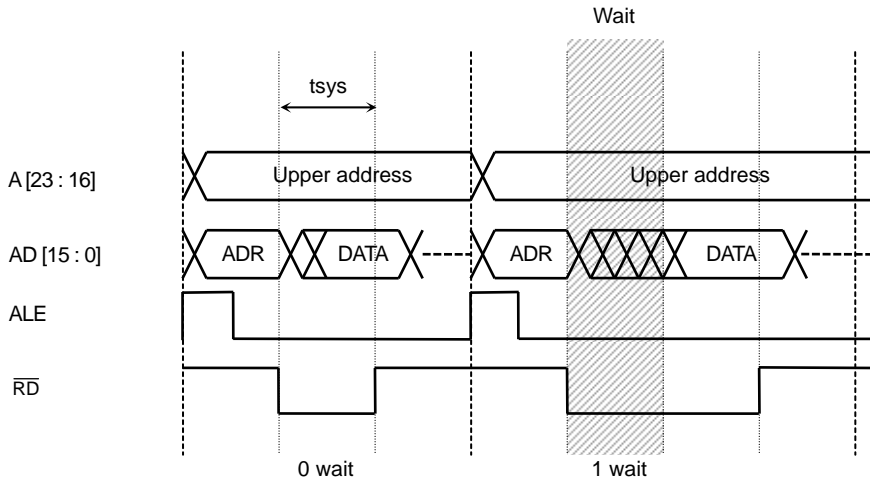 Wait
tsys
A [23 : 16]
Upper address
Upper address
AD [15 : 0]
ADR
DATA
ADR
DATA
ALE
RD
0 wait
1 wait